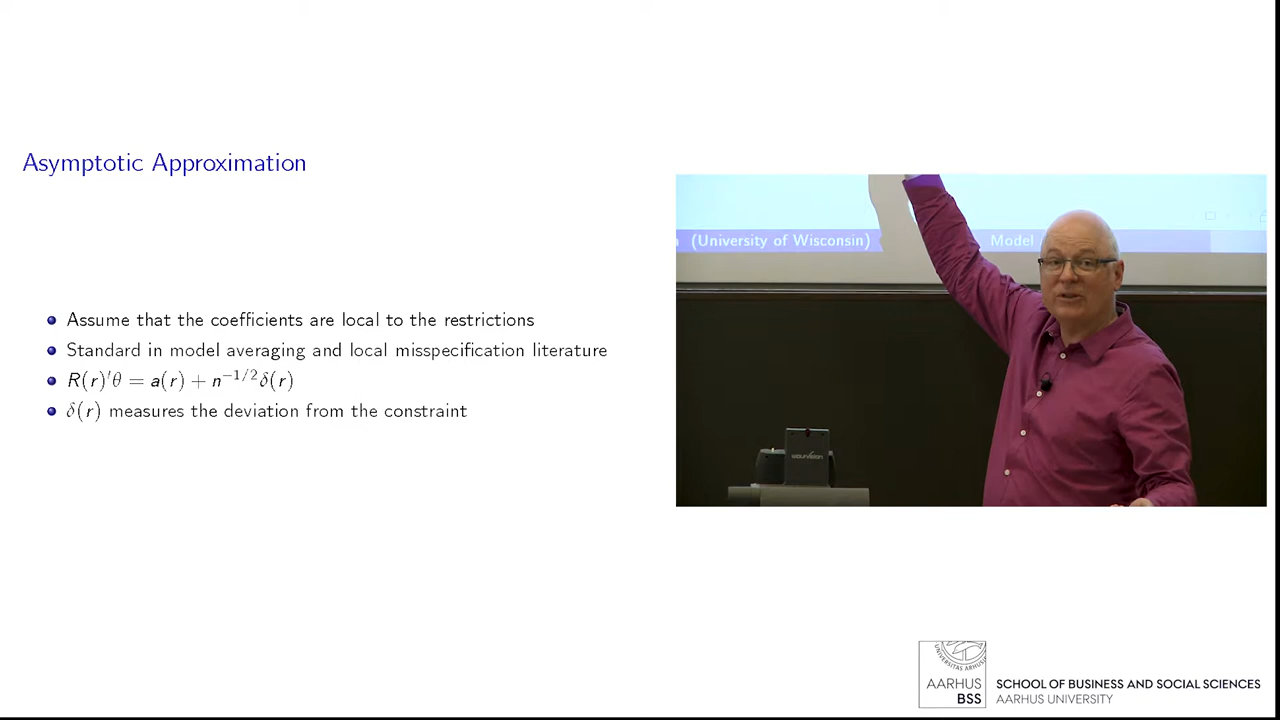 Asymptotic Approximation
Assume that the coefficients are local to the restrictions
Standard in model averaging and local misspecification literature
R(r)′θ = a(r) + n^{−1/2}δ(r)
δ(r) measures the deviation from the constraint
(University of Wisconsin)
Model
AARHUS
BSS
SCHOOL OF BUSINESS AND SOCIAL SCIENCES
AARHUS UNIVERSITY